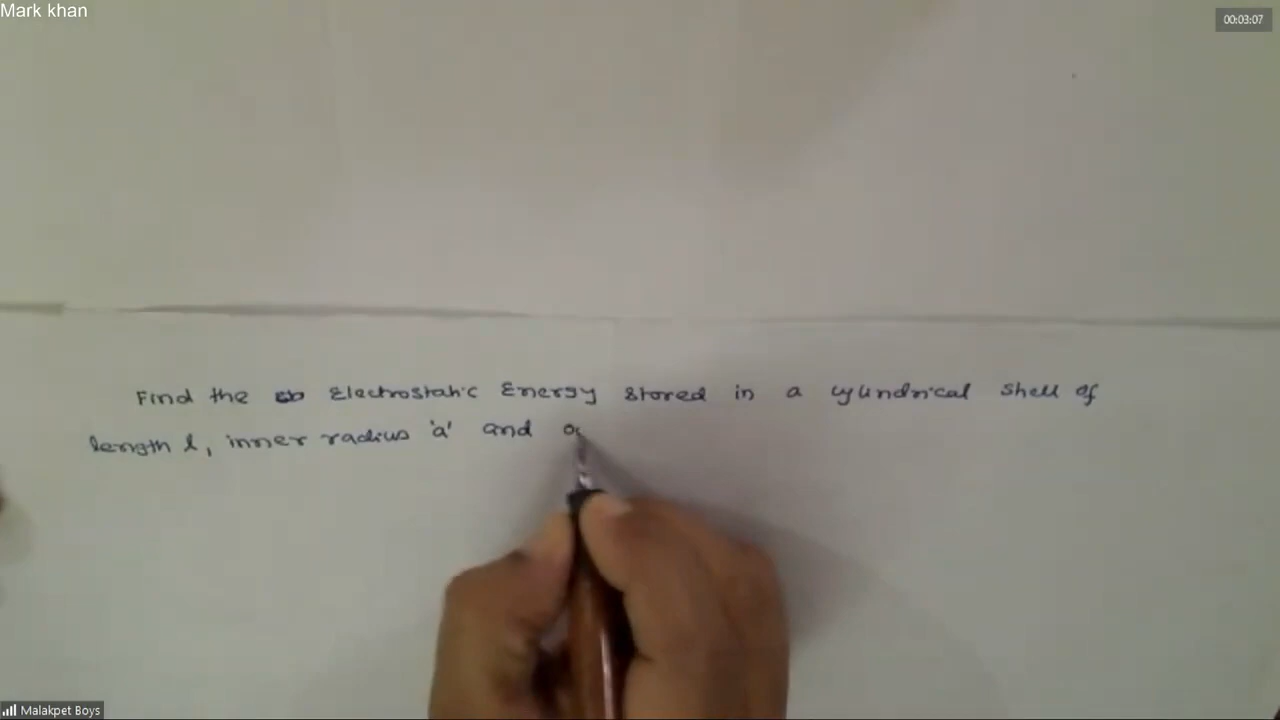 Mark khan
00:03:07
Find the Electrostatic Energy stored in a cylindrical shell of
length l, inner radius 'a' and
Malakpet Boys